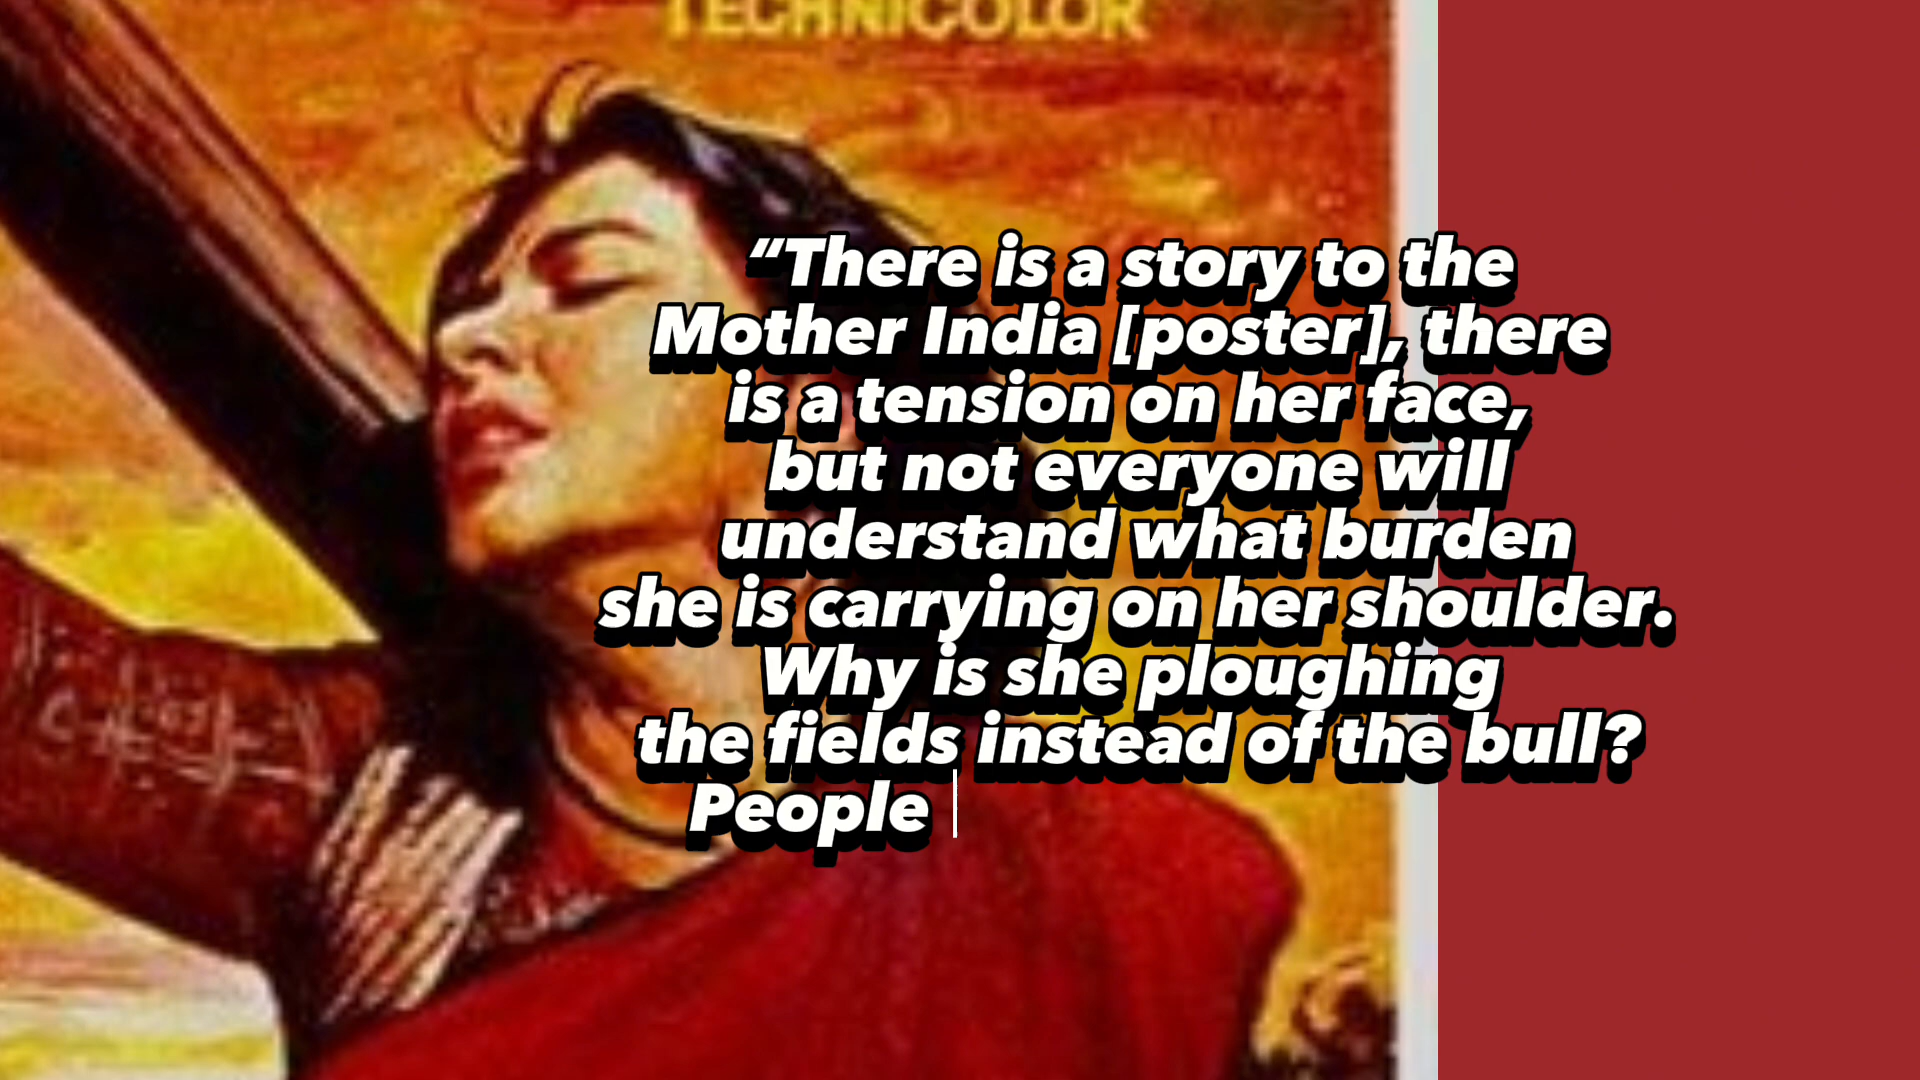 TECHNICOLOR
“There is a story to the
Mother India [poster], there
is a tension on her face,
but not everyone will
understand what burden
she is carrying on her shoulder.
Why is she ploughing
the fields instead of the bull?
People